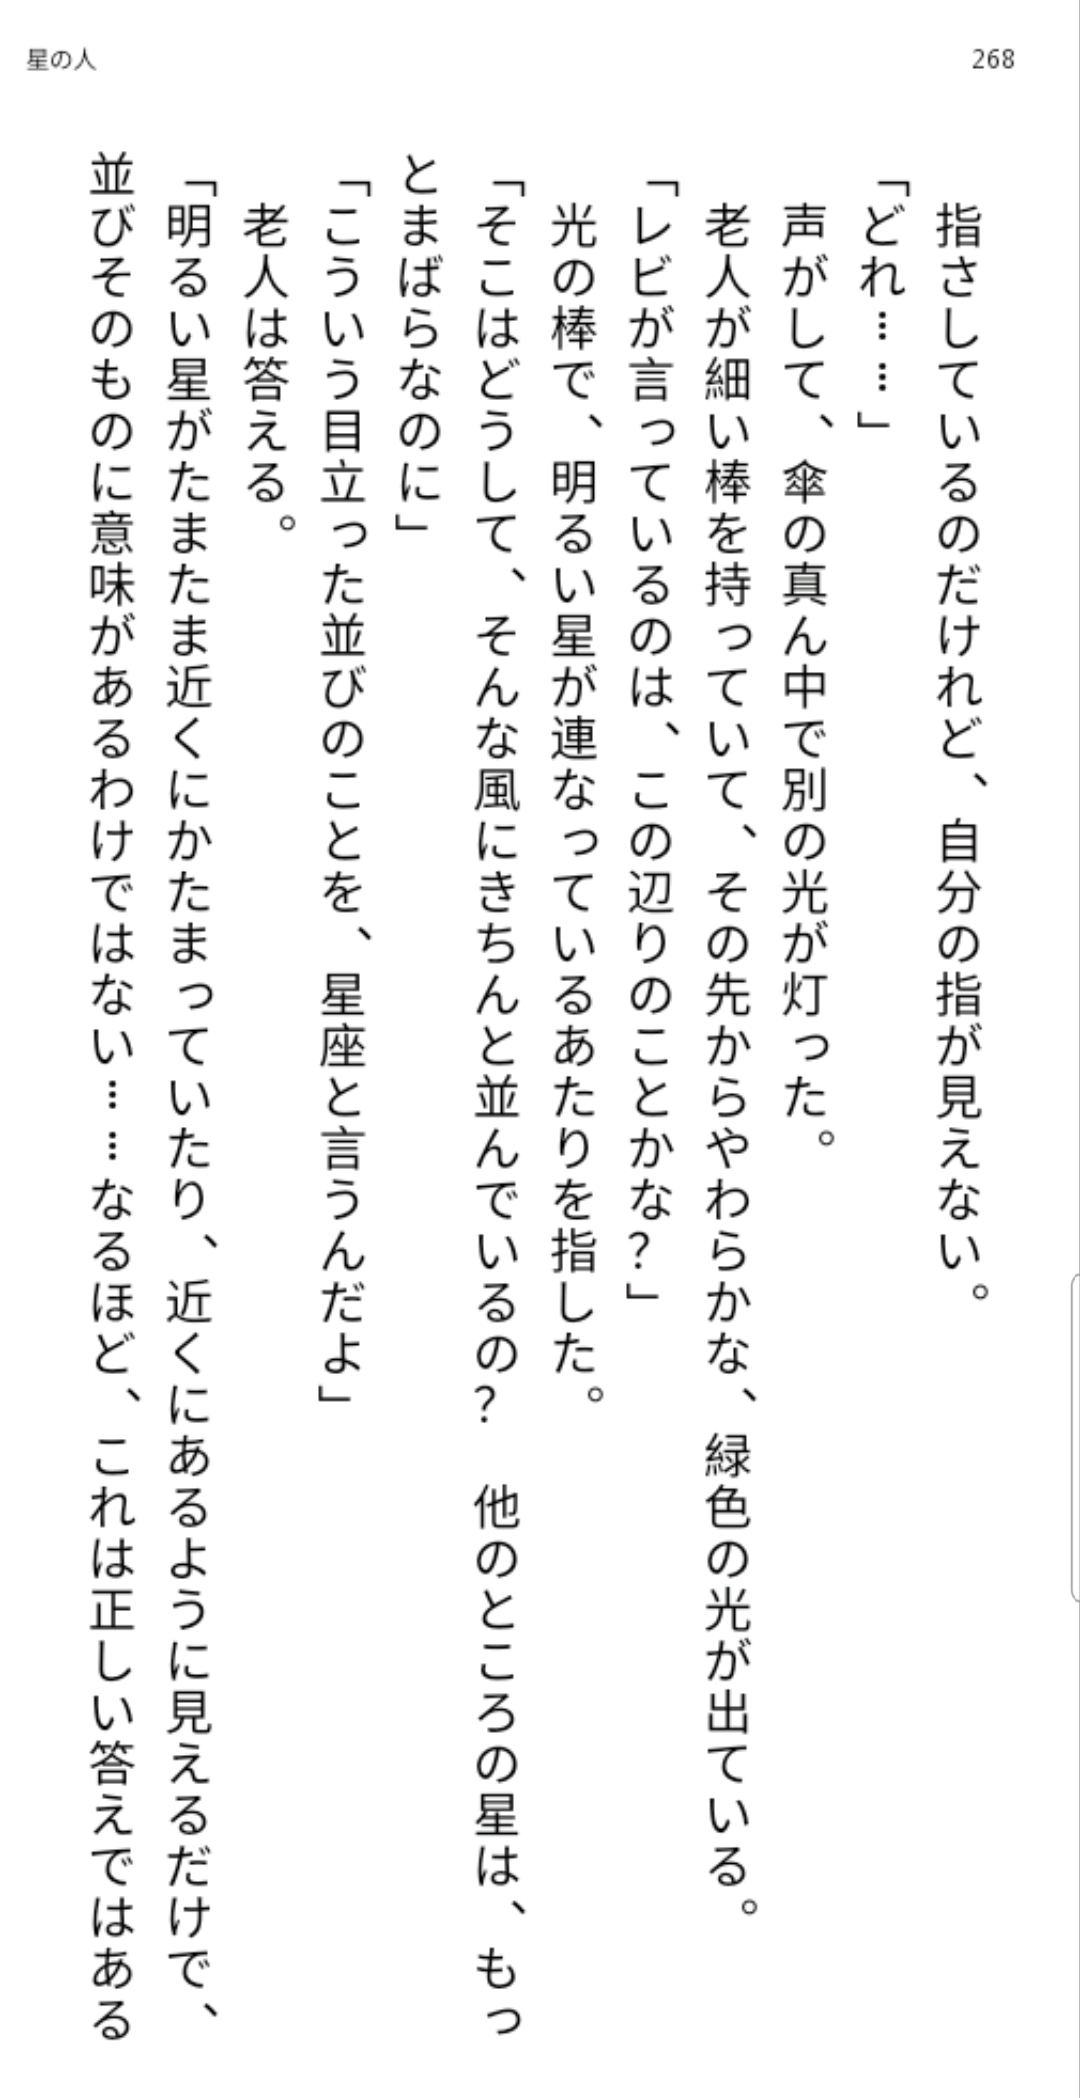 星の人
268
指さしているのだけれど、自分の指が見えない。
「どれ……」
声がして、傘の真ん中で別の光が灯った。
老人が細い棒を持っていて、その先からやわらかな、緑色の光が出ている。
「レビが言っているのは、この辺りのことかな？」
光の棒で、明るい星が連なっているあたりを指した。
「そこはどうして、そんな風にきちんと並んでいるの？　他のところの星は、もっ
とまばらなのに」
「こういう目立った並びのことを、星座と言うんだよ」
老人は答える。
「明るい星がたまたま近くにかたまっていたり、近くにあるように見えるだけで、
並びそのものに意味があるわけではない……なるほど、これは正しい答えではある